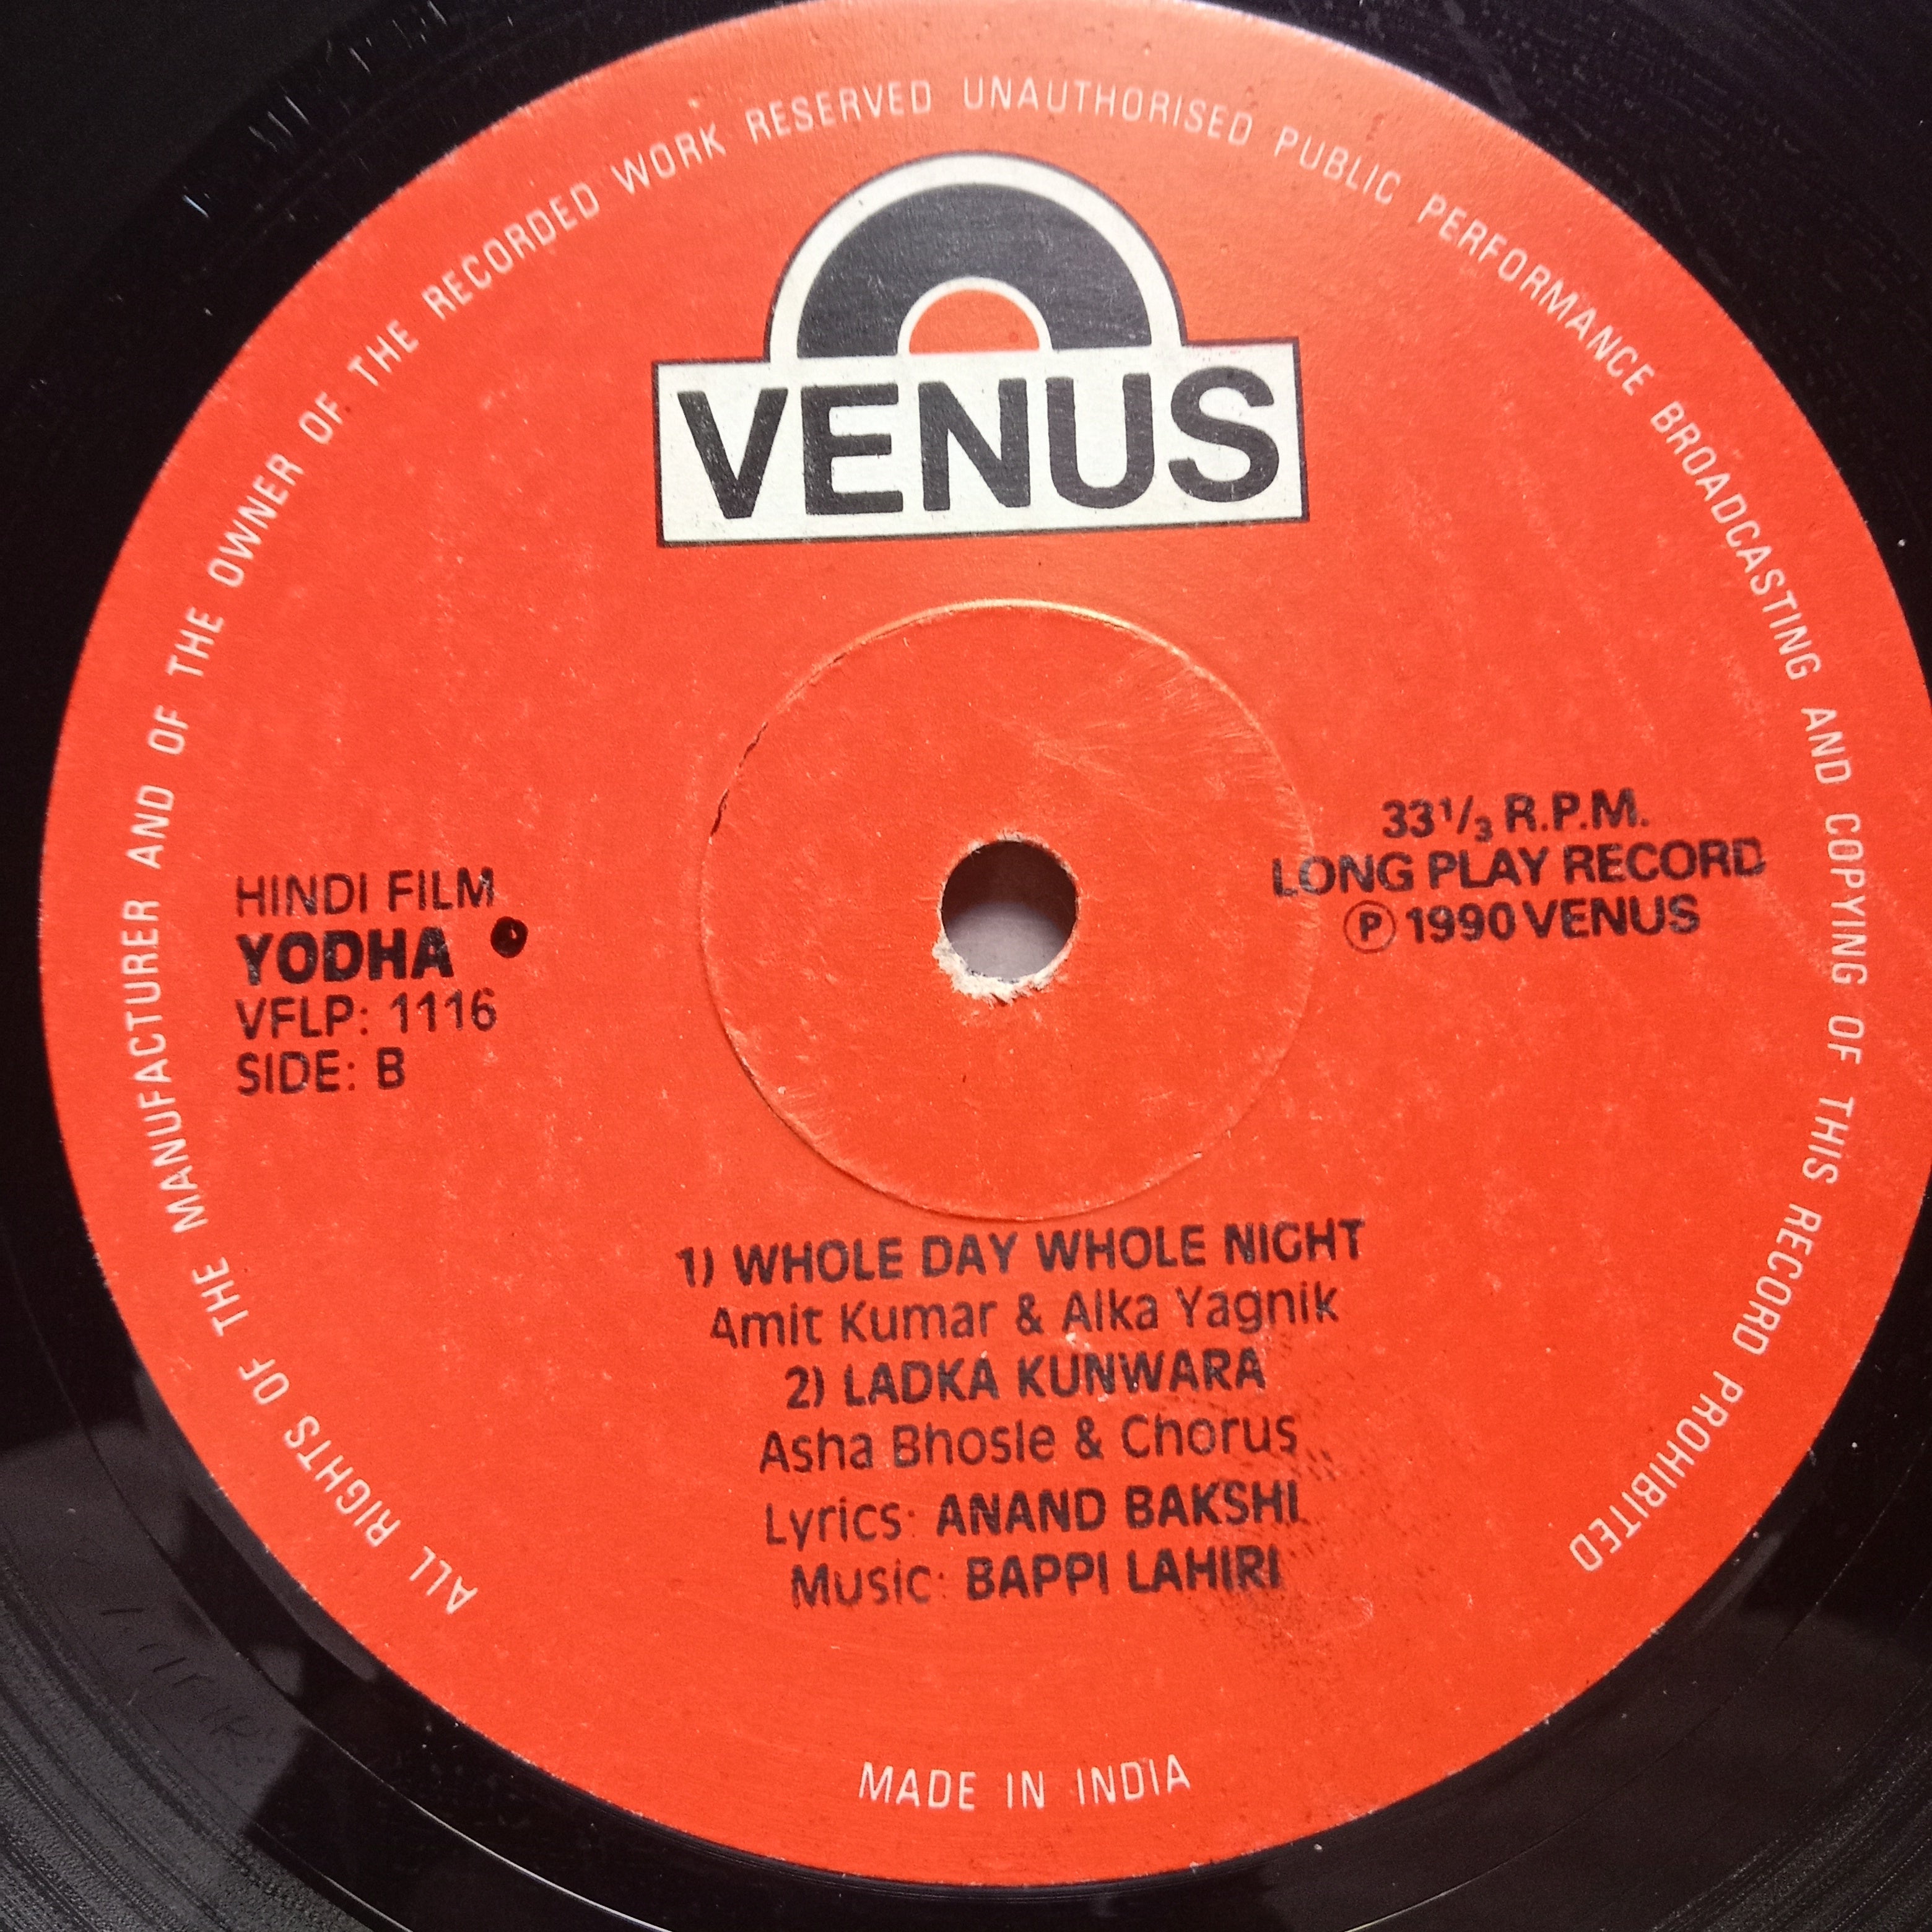 ALL RIGHTS OF THE MANUFACTURER AND OF THE OWNER OF THE RECORDED WORK RESERVED UNAUTHORISED PUBLIC PERFORMANCE BROADCASTING AND COPYING OF THIS RECORD PROHIBITED
VENUS
HINDI FILM
YODHA
VFLP: 1116
SIDE: B
33 1/3 R.P.M.
LONG PLAY RECORD
Ⓟ 1990 VENUS
1) WHOLE DAY WHOLE NIGHT
Amit Kumar & Alka Yagnik
2) LADKA KUNWARA
Asha Bhosle & Chorus
Lyrics: ANAND BAKSHI
Music: BAPPI LAHIRI
MADE IN INDIA